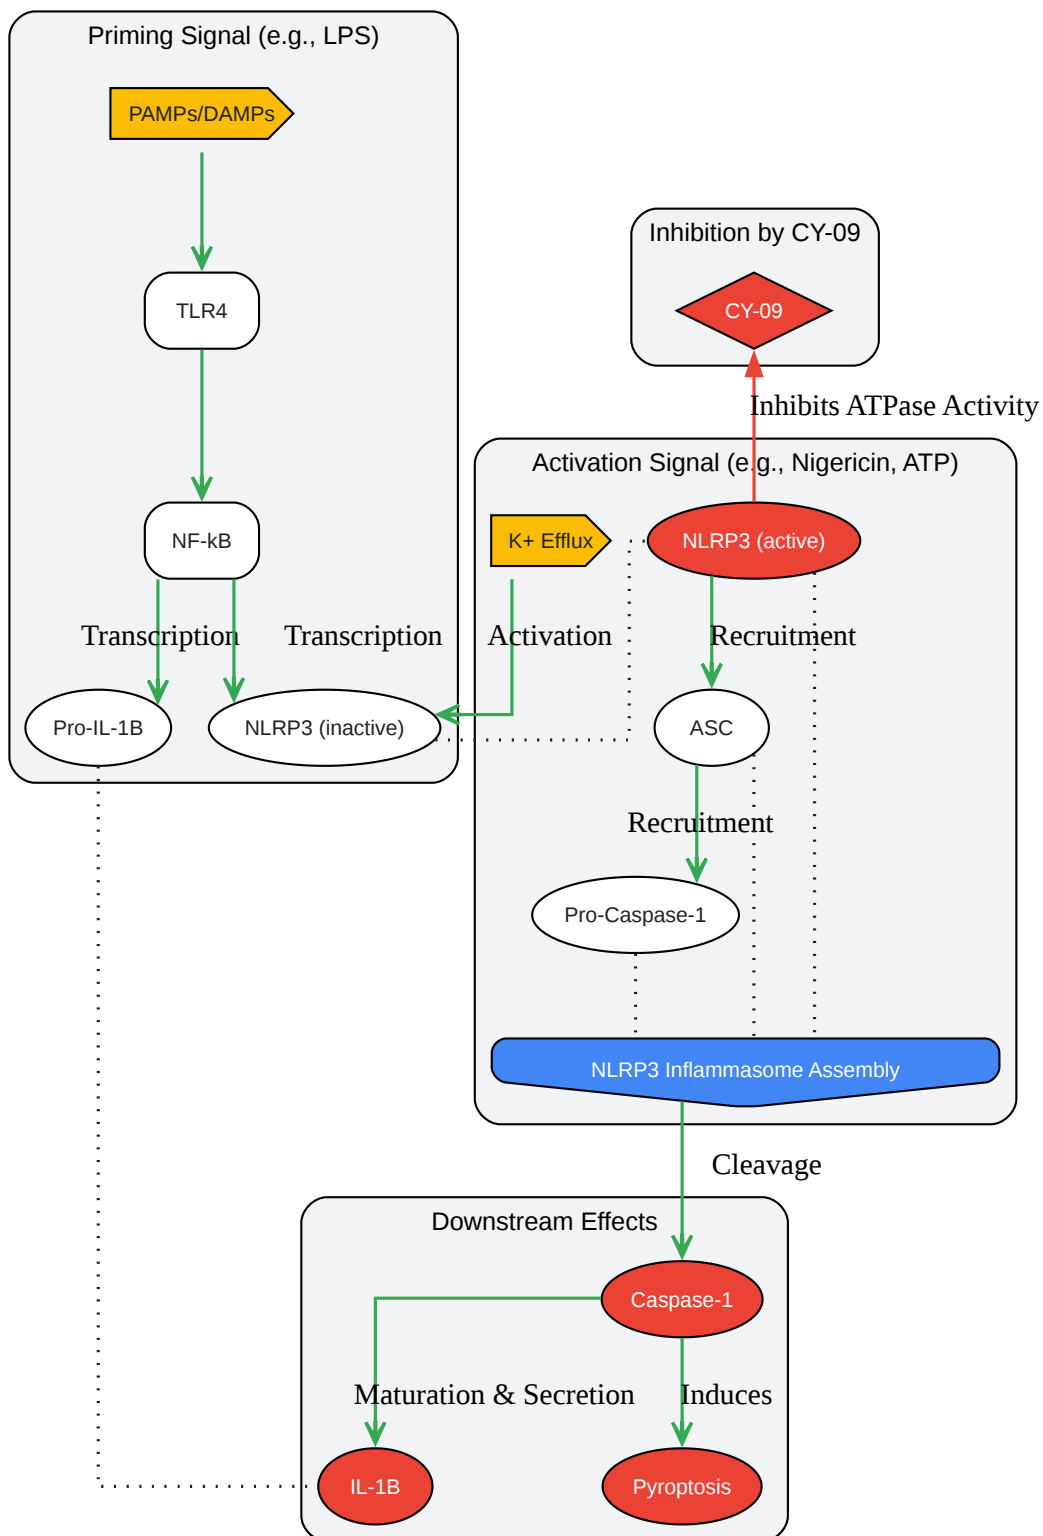 Priming Signal (e.g., LPS)
PAMPs/DAMPs
TLR4
NF-kB
Transcription
Transcription
Pro-IL-1B
NLRP3 (inactive)
Inhibition by CY-09
CY-09
Inhibits ATPase Activity
Activation Signal (e.g., Nigericin, ATP)
K+ Efflux
NLRP3 (active)
Activation
Recruitment
ASC
Recruitment
Pro-Caspase-1
NLRP3 Inflammasome Assembly
Cleavage
Downstream Effects
Caspase-1
Maturation & Secretion
Induces
IL-1B
Pyroptosis